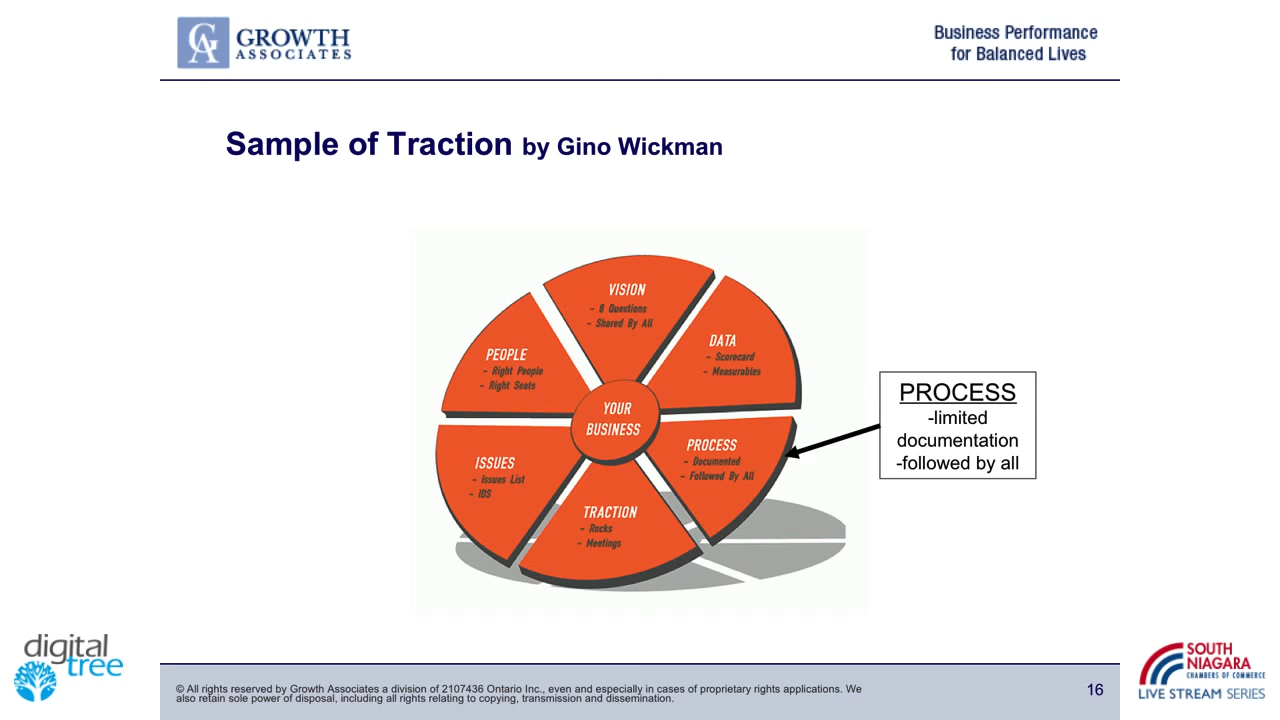 GA GROWTH
ASSOCIATES
Business Performance
for Balanced Lives
Sample of Traction by Gino Wickman
VISION
- 8 Questions
- Shared By All
DATA
- Scorecard
- Measurables
PEOPLE
- Right People
- Right Seats
YOUR
BUSINESS
PROCESS
- Documented
- Followed By All
ISSUES
- Issues List
- IDS
TRACTION
- Rocks
- Meetings
PROCESS
-limited
documentation
-followed by all
digital
tree
© All rights reserved by Growth Associates a division of 2107436 Ontario Inc., even and especially in cases of proprietary rights applications. We
also retain sole power of disposal, including all rights relating to copying, transmission and dissemination.
16
SOUTH
NIAGARA
CHAMBERS OF COMMERCE
LIVE STREAM SERIES